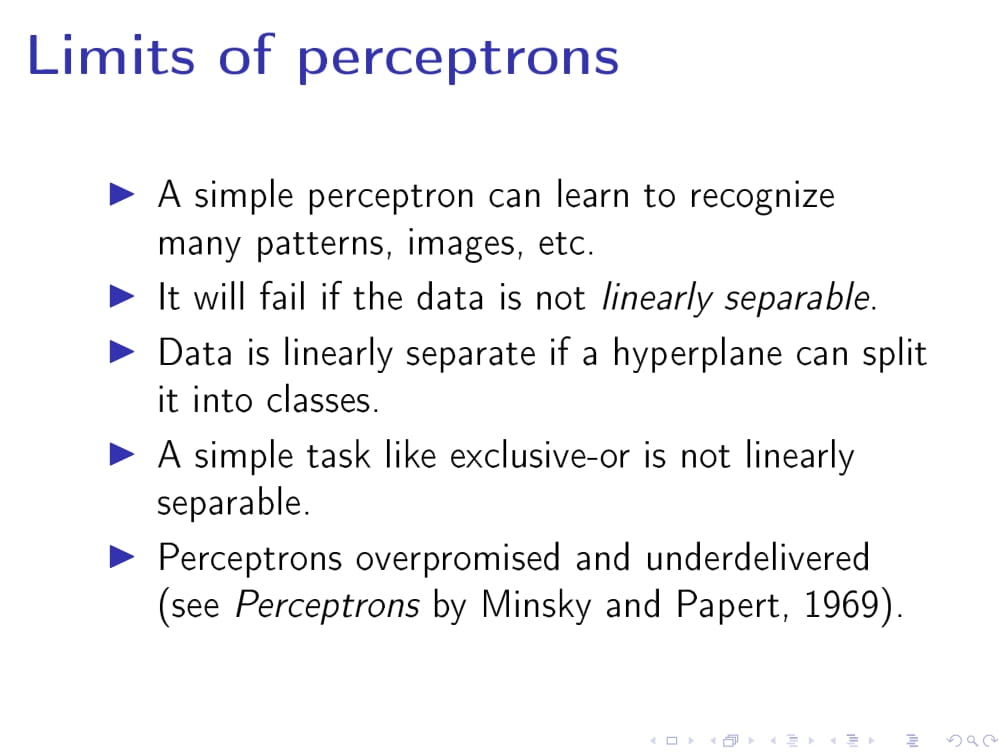 Limits of perceptrons
A simple perceptron can learn to recognize
many patterns, images, etc.
It will fail if the data is not linearly separable.
Data is linearly separate if a hyperplane can split
it into classes.
A simple task like exclusive-or is not linearly
separable.
Perceptrons overpromised and underdelivered
(see Perceptrons by Minsky and Papert, 1969).